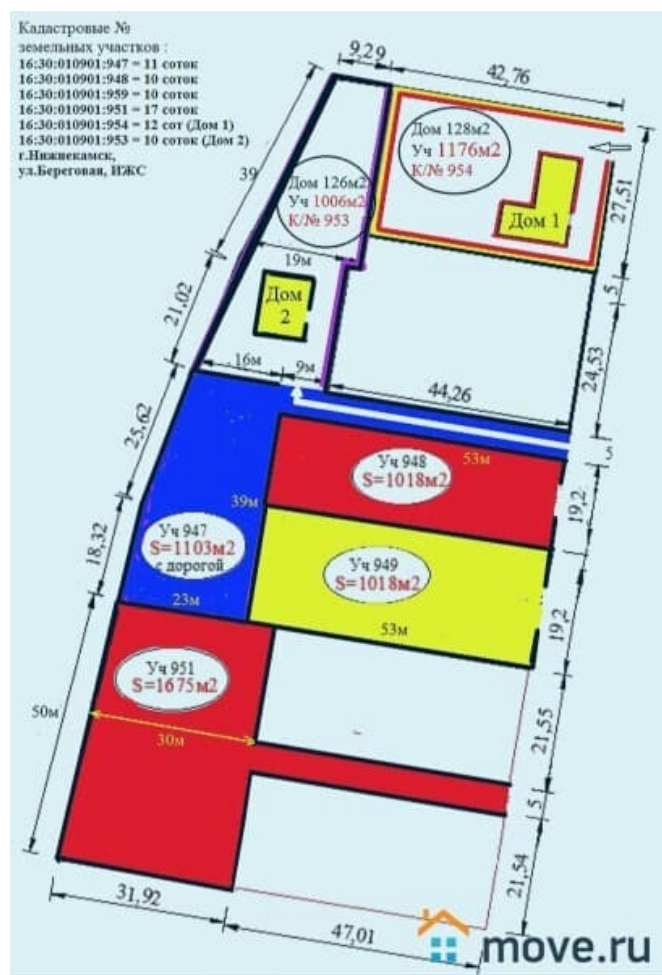 Кадастровые №
земельных участков :
16:30:010901:947 = 11 соток
16:30:010901:948 = 10 соток
16:30:010901:959 = 10 соток
16:30:010901:951 = 17 соток
16:30:010901:954 = 12 сот (Дом 1)
16:30:010901:953 = 10 соток (Дом 2)
г.Нижнекамск,
ул.Береговая, ИЖС
9,29
42,76
Дом 128м2
Уч 1176м2
К/№ 954
39
Дом 126м2
Уч 1006м2
К/№ 953
Дом 1
27,51
19м
5
21,02
Дом
2
24,53
16м
9м
44,26
25,62
5
53м
Уч 948
S=1018м2
19,2
39м
18,32
Уч 947
S=1103м2
с дорогой
Уч 949
S=1018м2
23м
53м
19,2
Уч 951
S=1675м2
50м
30м
21,55
5
21,54
31,92
47,01
move.ru